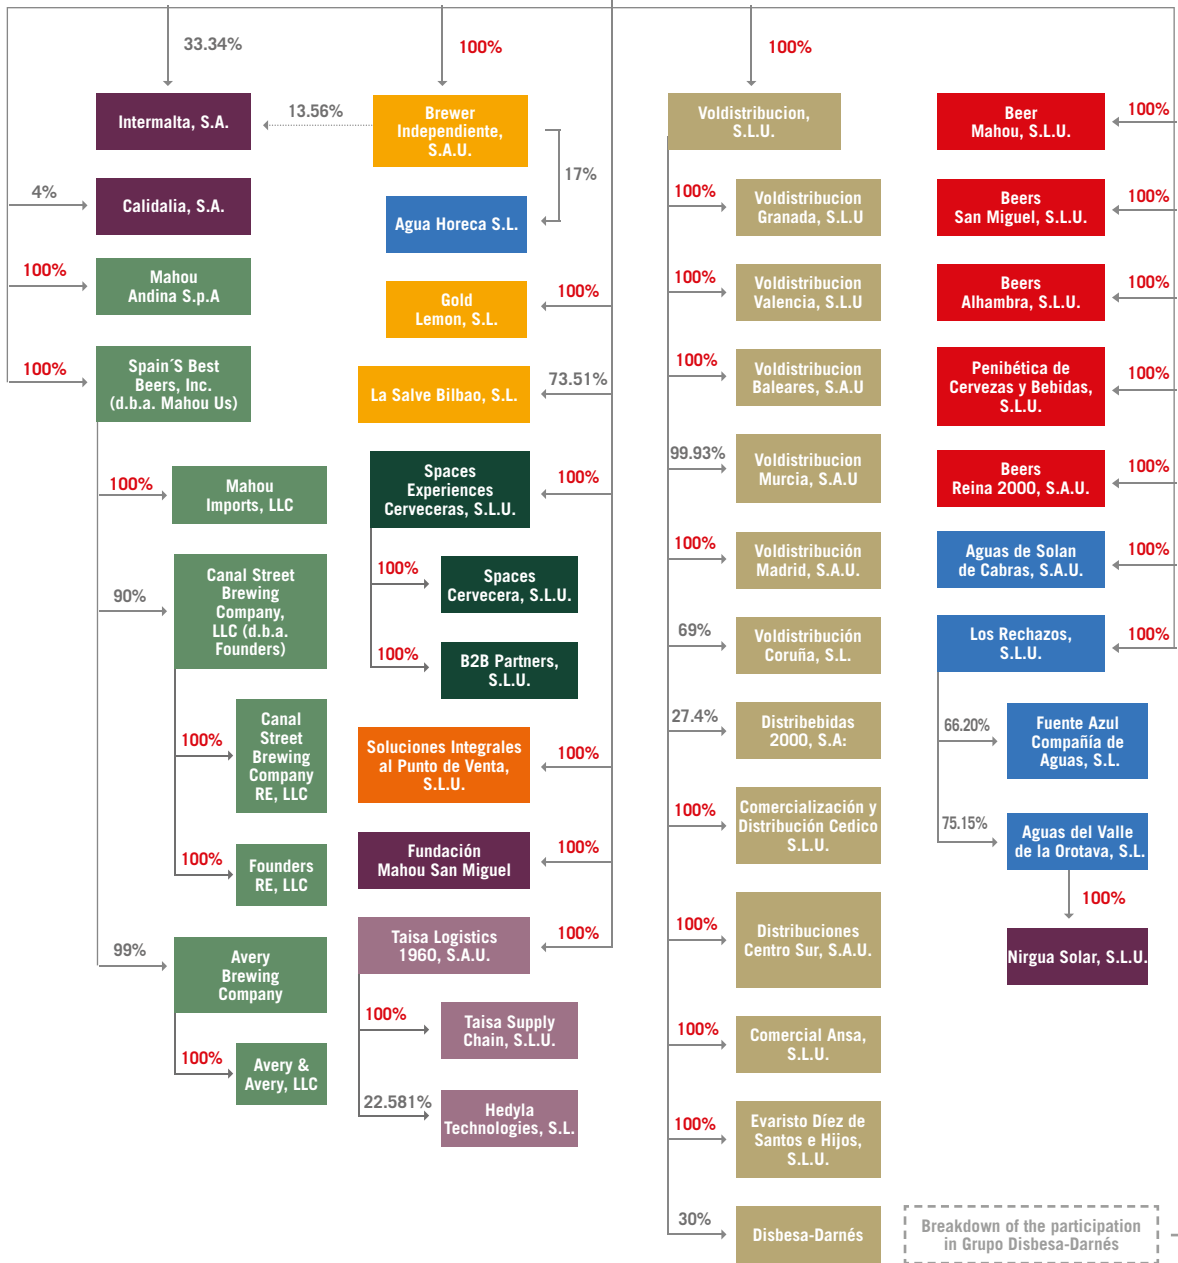 33.34%
100%
100%
Intermalta, S.A.
13.56%
Brewer
Independiente,
S.A.U.
17%
Agua Horeca S.L.
4%
Calidalia, S.A.
100%
Mahou
Andina S.p.A
100%
Spain´S Best
Beers, Inc.
(d.b.a. Mahou Us)
100%
Mahou
Imports, LLC
90%
Canal Street
Brewing
Company,
LLC (d.b.a.
Founders)
100%
Canal
Street
Brewing
Company
RE, LLC
100%
Founders
RE, LLC
99%
Avery
Brewing
Company
100%
Avery &
Avery, LLC
Gold
Lemon, S.L.
100%
La Salve Bilbao, S.L.
73.51%
Spaces
Experiences
Cerveceras, S.L.U.
100%
100%
Spaces
Cervecera, S.L.U.
100%
B2B Partners,
S.L.U.
Soluciones Integrales
al Punto de Venta,
S.L.U.
100%
Fundación
Mahou San Miguel
100%
Taisa Logistics
1960, S.A.U.
100%
100%
Taisa Supply
Chain, S.L.U.
22.581%
Hedyla
Technologies, S.L.
Voldistribucion,
S.L.U.
100%
Voldistribucion
Granada, S.L.U
100%
Voldistribucion
Valencia, S.L.U
100%
Voldistribucion
Baleares, S.A.U
99.93%
Voldistribucion
Murcia, S.A.U
100%
Voldistribución
Madrid, S.A.U.
69%
Voldistribución
Coruña, S.L.
27.4%
Distribebidas
2000, S.A:
100%
Comercialización y
Distribución Cedico
S.L.U.
100%
Distribuciones
Centro Sur, S.A.U.
100%
Comercial Ansa,
S.L.U.
100%
Evaristo Díez de
Santos e Hijos,
S.L.U.
30%
Disbesa-Darnés
Breakdown of the participation
in Grupo Disbesa-Darnés
Beer
Mahou, S.L.U.
100%
Beers
San Miguel, S.L.U.
100%
Beers
Alhambra, S.L.U.
100%
Penibética de
Cervezas y Bebidas,
S.L.U.
100%
Beers
Reina 2000, S.A.U.
100%
Aguas de Solan
de Cabras, S.A.U.
100%
Los Rechazos,
S.L.U.
100%
66.20%
Fuente Azul
Compañía de
Aguas, S.L.
75.15%
Aguas del Valle
de la Orotava, S.L.
100%
Nirgua Solar, S.L.U.